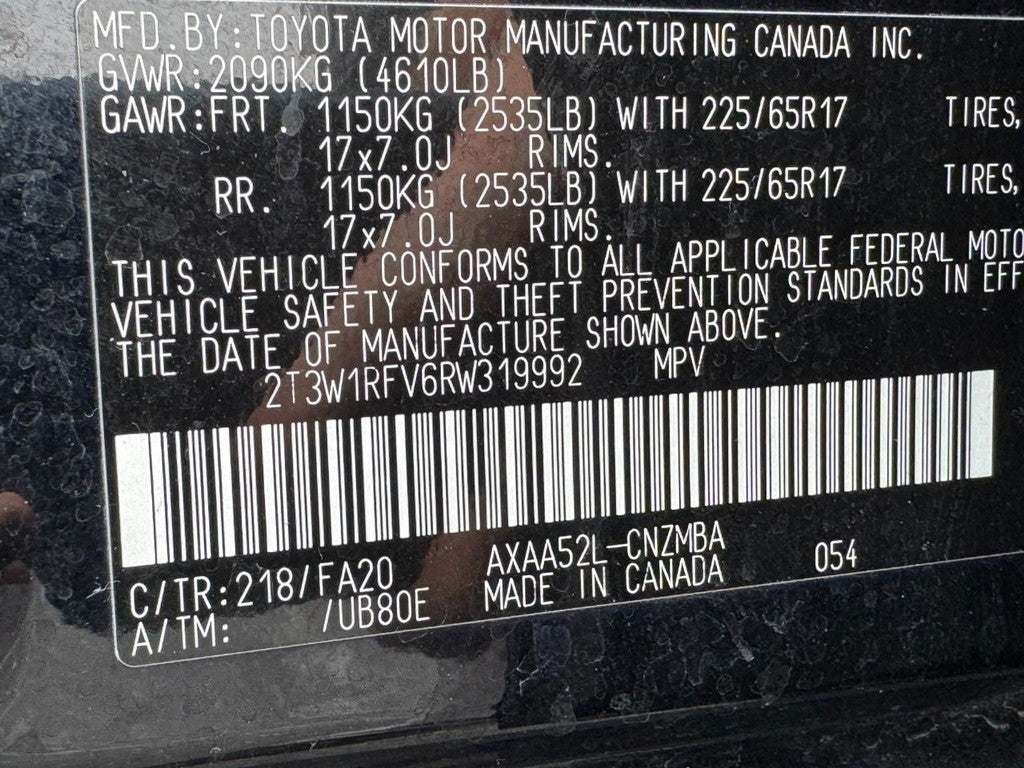 MFD.BY:TOYOTA MOTOR MANUFACTURING CANADA INC.
GVWR:2090KG (4610LB)
GAWR:FRT. 1150KG (2535LB) WITH 225/65R17 TIRES,
17x7.0J RIMS.
RR. 1150KG (2535LB) WITH 225/65R17 TIRES,
17x7.0J RIMS.
THIS VEHICLE CONFORMS TO ALL APPLICABLE FEDERAL MOTO
VEHICLE SAFETY AND THEFT PREVENTION STANDARDS IN EFF
THE DATE OF MANUFACTURE SHOWN ABOVE.
2T3W1RFV6RW319992 MPV
C/TR:218/FA20 AXAA52L-CNZMBA 054
A/TM: /UB80E MADE IN CANADA